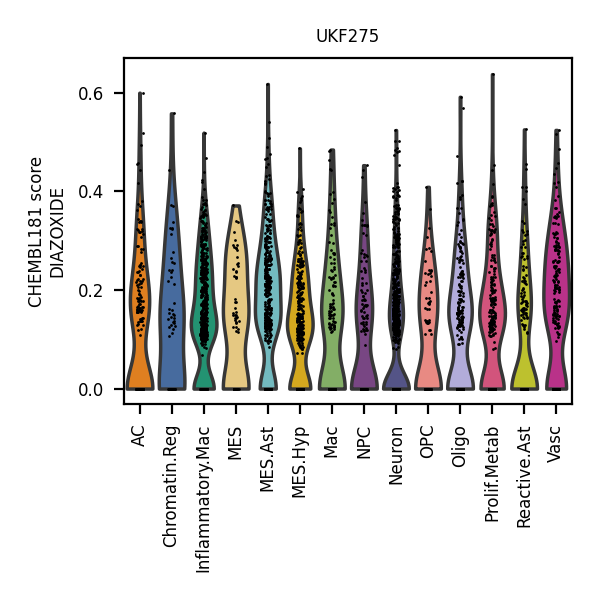 UKF275
CHEMBL181 score
DIAZOXIDE
0.6
0.4
0.2
0.0
AC
Chromatin.Reg
Inflammatory.Mac
MES
MES.Ast
MES.Hyp
Mac
NPC
Neuron
OPC
Oligo
Prolif.Metab
Reactive.Ast
Vasc